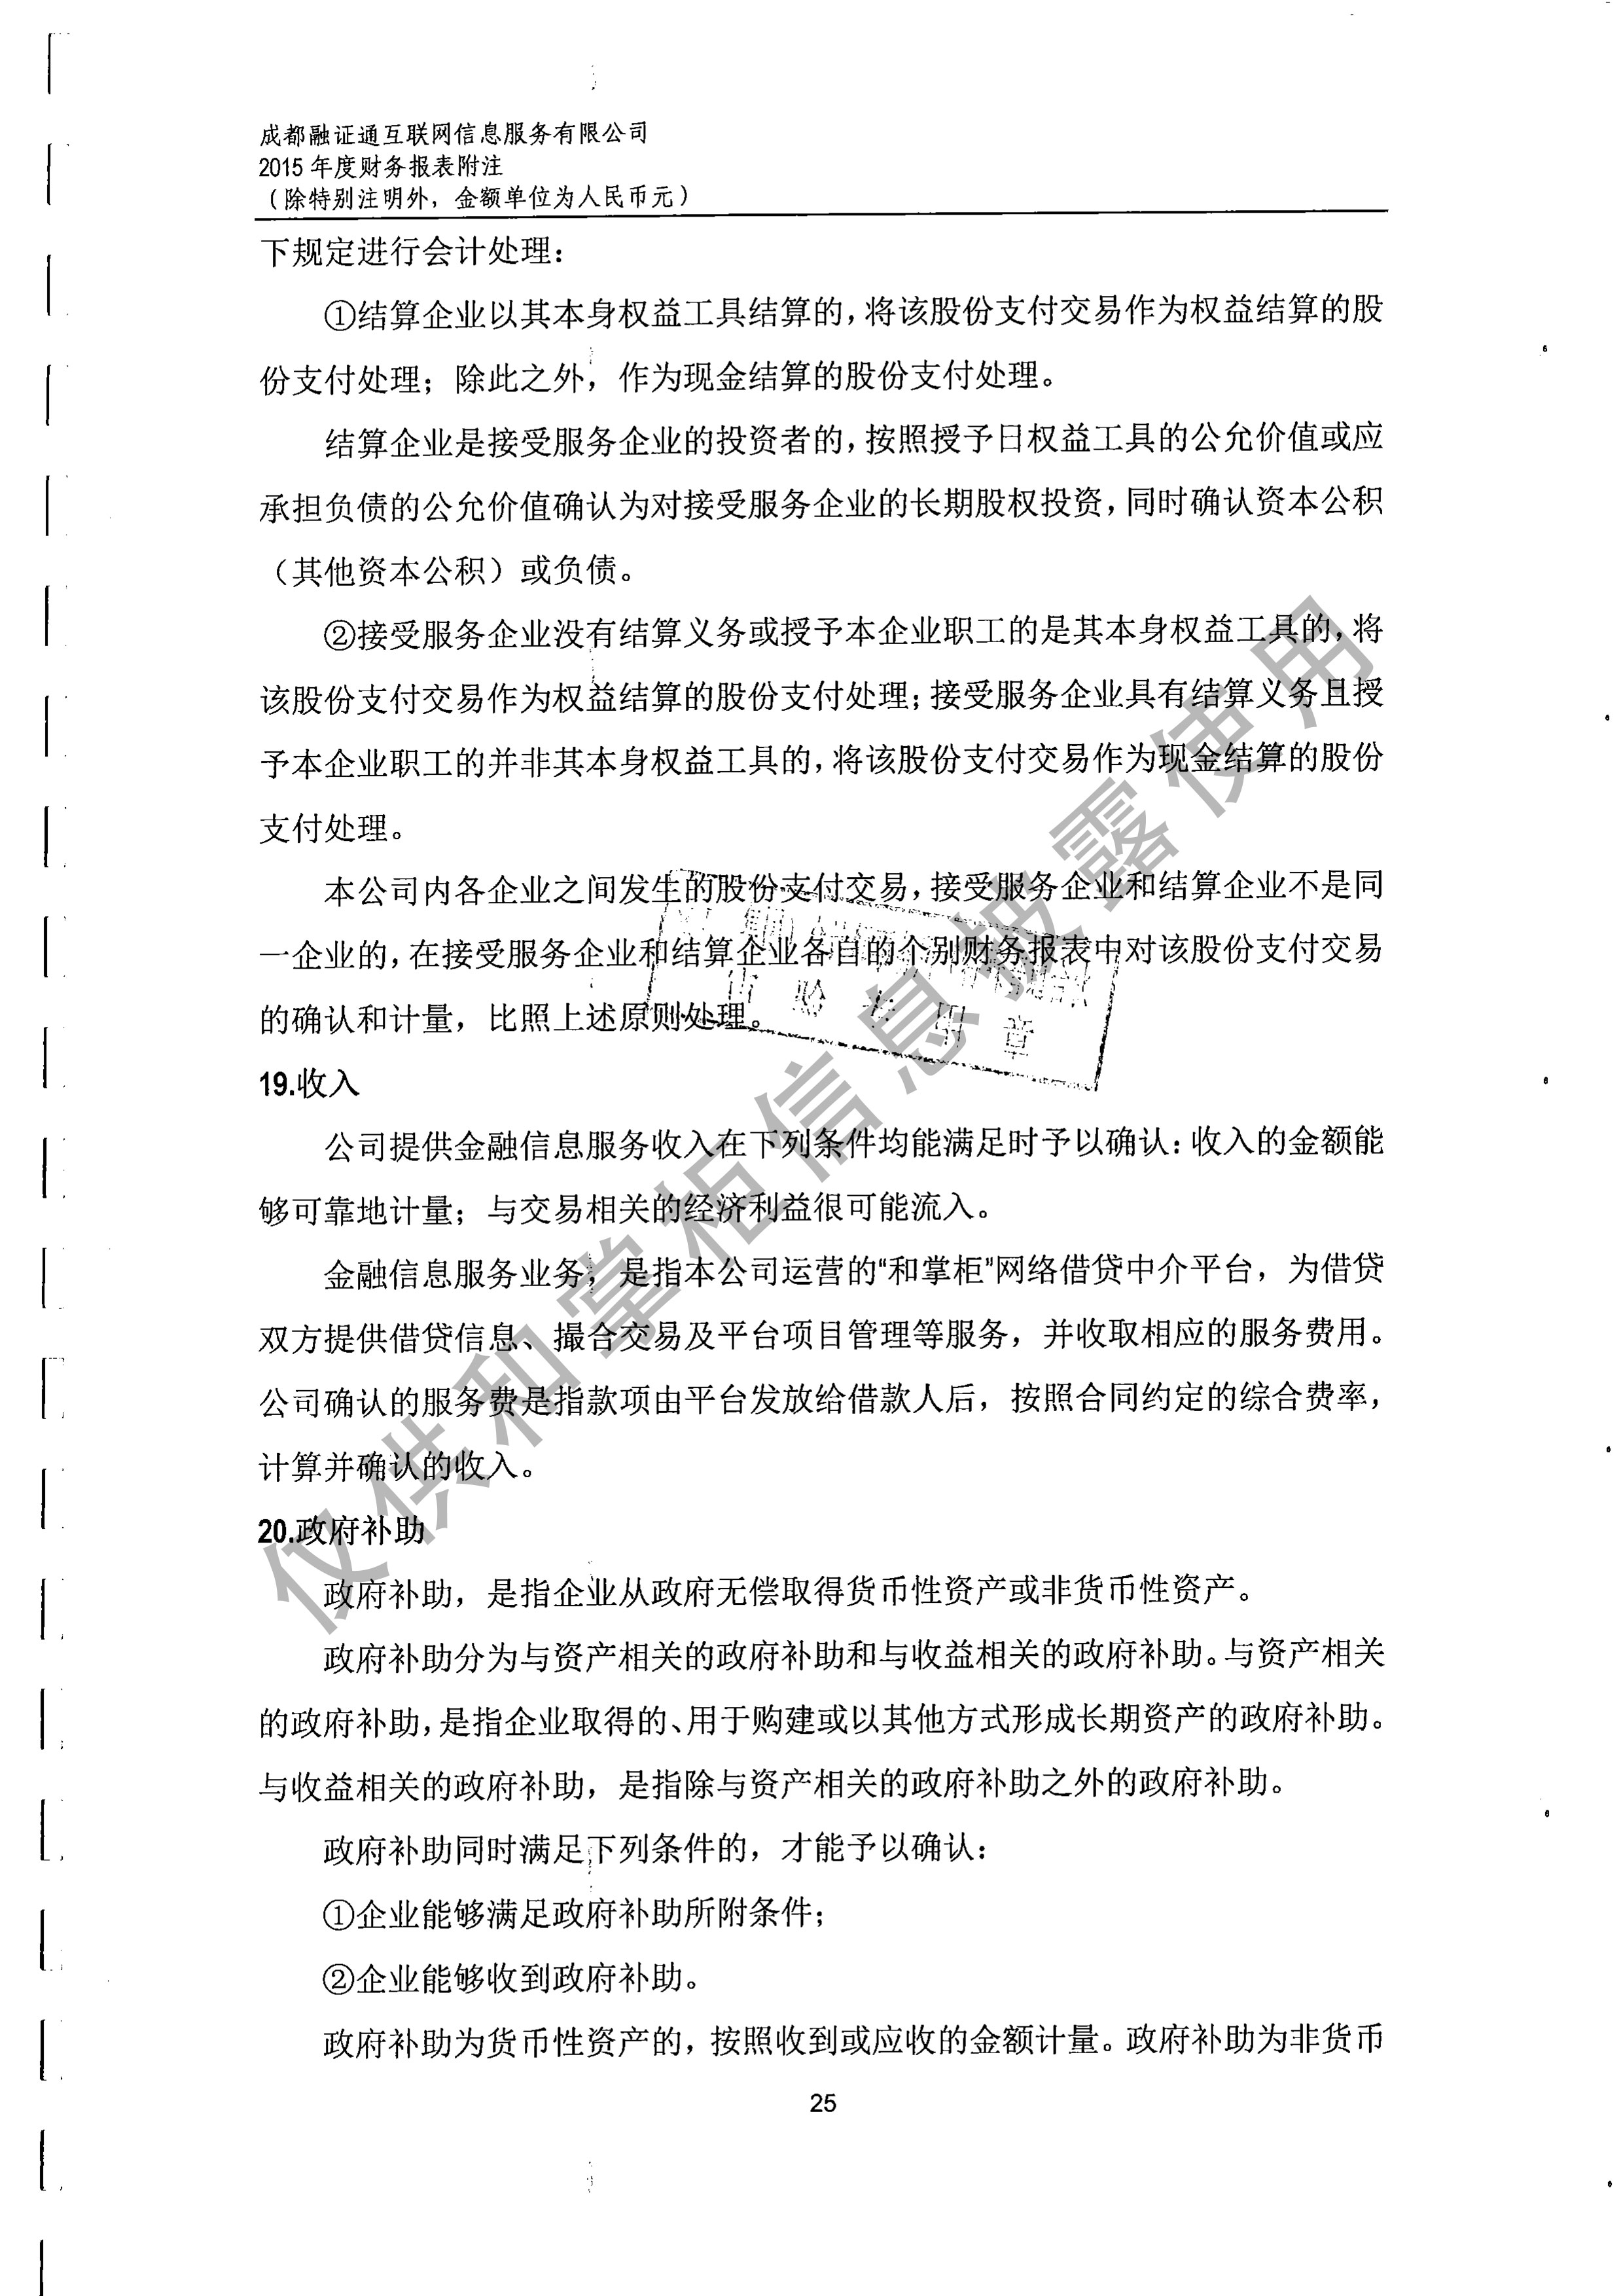 成都融证通互联网信息服务有限公司
2015 年度财务报表附注
（除特别注明外，金额单位为人民币元）
下规定进行会计处理：
①结算企业以其本身权益工具结算的，将该股份支付交易作为权益结算的股
份支付处理；除此之外，作为现金结算的股份支付处理。
结算企业是接受服务企业的投资者的，按照授予日权益工具的公允价值或应
承担负债的公允价值确认为对接受服务企业的长期股权投资，同时确认资本公积
（其他资本公积）或负债。
②接受服务企业没有结算义务或授予本企业职工的是其本身权益工具的，将
该股份支付交易作为权益结算的股份支付处理；接受服务企业具有结算义务且授
予本企业职工的并非其本身权益工具的，将该股份支付交易作为现金结算的股份
支付处理。
本公司内各企业之间发生的股份支付交易，接受服务企业和结算企业不是同
一企业的，在接受服务企业和结算企业各自的个别财务报表中对该股份支付交易
的确认和计量，比照上述原则处理。
19.收入
公司提供金融信息服务收入在下列条件均能满足时予以确认：收入的金额能
够可靠地计量；与交易相关的经济利益很可能流入。
金融信息服务业务，是指本公司运营的“和掌柜”网络借贷中介平台，为借贷
双方提供借贷信息、撮合交易及平台项目管理等服务，并收取相应的服务费用。
公司确认的服务费是指款项由平台发放给借款人后，按照合同约定的综合费率，
计算并确认的收入。
20.政府补助
政府补助，是指企业从政府无偿取得货币性资产或非货币性资产。
政府补助分为与资产相关的政府补助和与收益相关的政府补助。与资产相关
的政府补助，是指企业取得的、用于购建或以其他方式形成长期资产的政府补助。
与收益相关的政府补助，是指除与资产相关的政府补助之外的政府补助。
政府补助同时满足下列条件的，才能予以确认：
①企业能够满足政府补助所附条件；
②企业能够收到政府补助。
政府补助为货币性资产的，按照收到或应收的金额计量。政府补助为非货币
25
仅供和掌柜信息披露使用